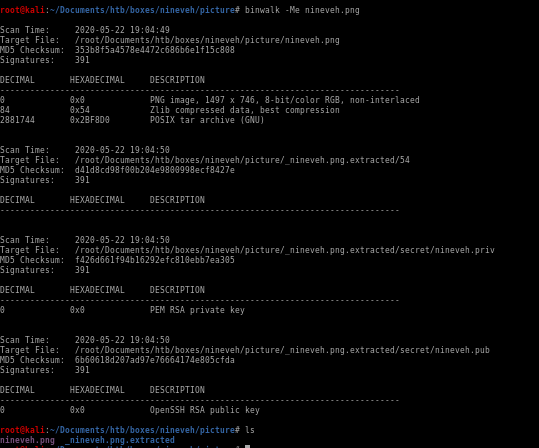 root@kali:~/Documents/htb/boxes/nineveh/picture# binwalk -Me nineveh.png
Scan Time:     2020-05-22 19:04:49
Target File:   /root/Documents/htb/boxes/nineveh/picture/nineveh.png
MD5 Checksum:  353b8f5a4578e4472c686b6e1f15c808
Signatures:    391
DECIMAL       HEXADECIMAL     DESCRIPTION
--------------------------------------------------------------------------------
0             0x0             PNG image, 1497 x 746, 8-bit/color RGB, non-interlaced
84            0x54            Zlib compressed data, best compression
2881744       0x2BF8D0        POSIX tar archive (GNU)
Scan Time:     2020-05-22 19:04:50
Target File:   /root/Documents/htb/boxes/nineveh/picture/_nineveh.png.extracted/54
MD5 Checksum:  d41d8cd98f00b204e9800998ecf8427e
Signatures:    391
DECIMAL       HEXADECIMAL     DESCRIPTION
--------------------------------------------------------------------------------
Scan Time:     2020-05-22 19:04:50
Target File:   /root/Documents/htb/boxes/nineveh/picture/_nineveh.png.extracted/secret/nineveh.priv
MD5 Checksum:  f426d661f94b16292efc810ebb7ea305
Signatures:    391
DECIMAL       HEXADECIMAL     DESCRIPTION
--------------------------------------------------------------------------------
0             0x0             PEM RSA private key
Scan Time:     2020-05-22 19:04:50
Target File:   /root/Documents/htb/boxes/nineveh/picture/_nineveh.png.extracted/secret/nineveh.pub
MD5 Checksum:  6b60618d207ad97e76664174e805cfda
Signatures:    391
DECIMAL       HEXADECIMAL     DESCRIPTION
--------------------------------------------------------------------------------
0             0x0             OpenSSH RSA public key
root@kali:~/Documents/htb/boxes/nineveh/picture# ls
nineveh.png  _nineveh.png.extracted